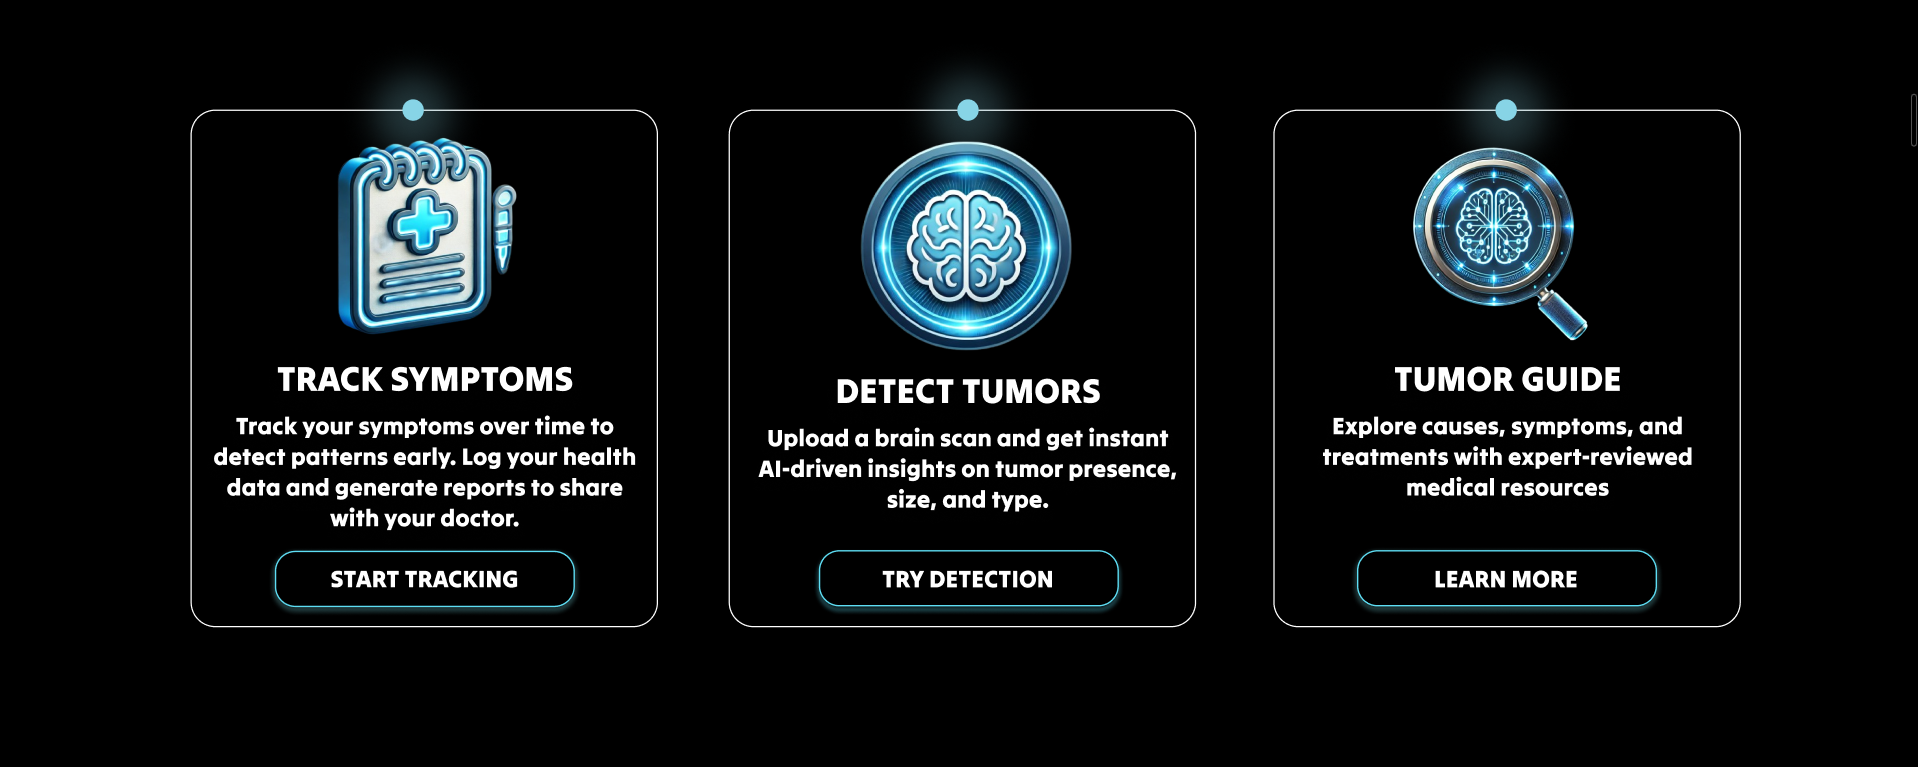 TRACK SYMPTOMS
Track your symptoms over time to
detect patterns early. Log your health
data and generate reports to share
with your doctor.
START TRACKING
DETECT TUMORS
Upload a brain scan and get instant
AI-driven insights on tumor presence,
size, and type.
TRY DETECTION
TUMOR GUIDE
Explore causes, symptoms, and
treatments with expert-reviewed
medical resources
LEARN MORE